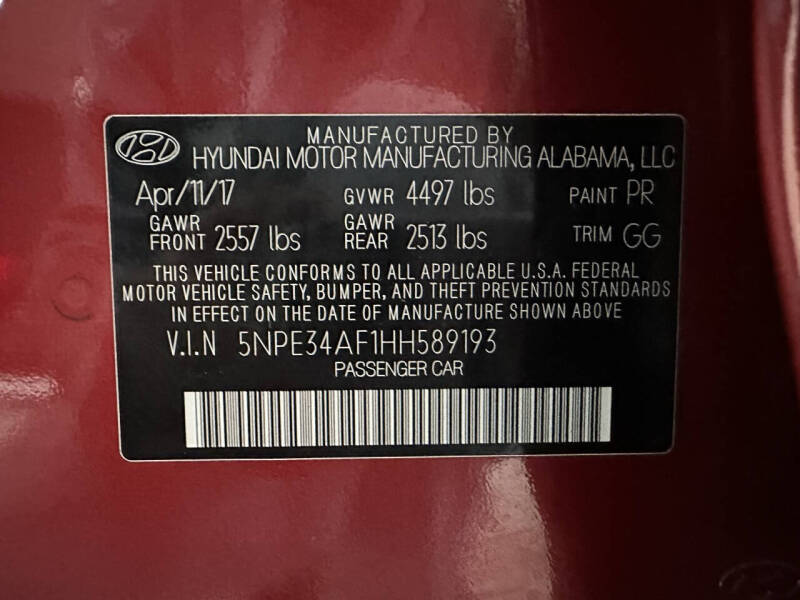 MANUFACTURED BY
HYUNDAI MOTOR MANUFACTURING ALABAMA, LLC
Apr/11/17 GVWR 4497 lbs PAINT PR
GAWR FRONT 2557 lbs GAWR REAR 2513 lbs TRIM GG
THIS VEHICLE CONFORMS TO ALL APPLICABLE U.S.A. FEDERAL
MOTOR VEHICLE SAFETY, BUMPER, AND THEFT PREVENTION STANDARDS
IN EFFECT ON THE DATE OF MANUFACTURE SHOWN ABOVE.
V.I.N 5NPE34AF1HH589193
PASSENGER CAR